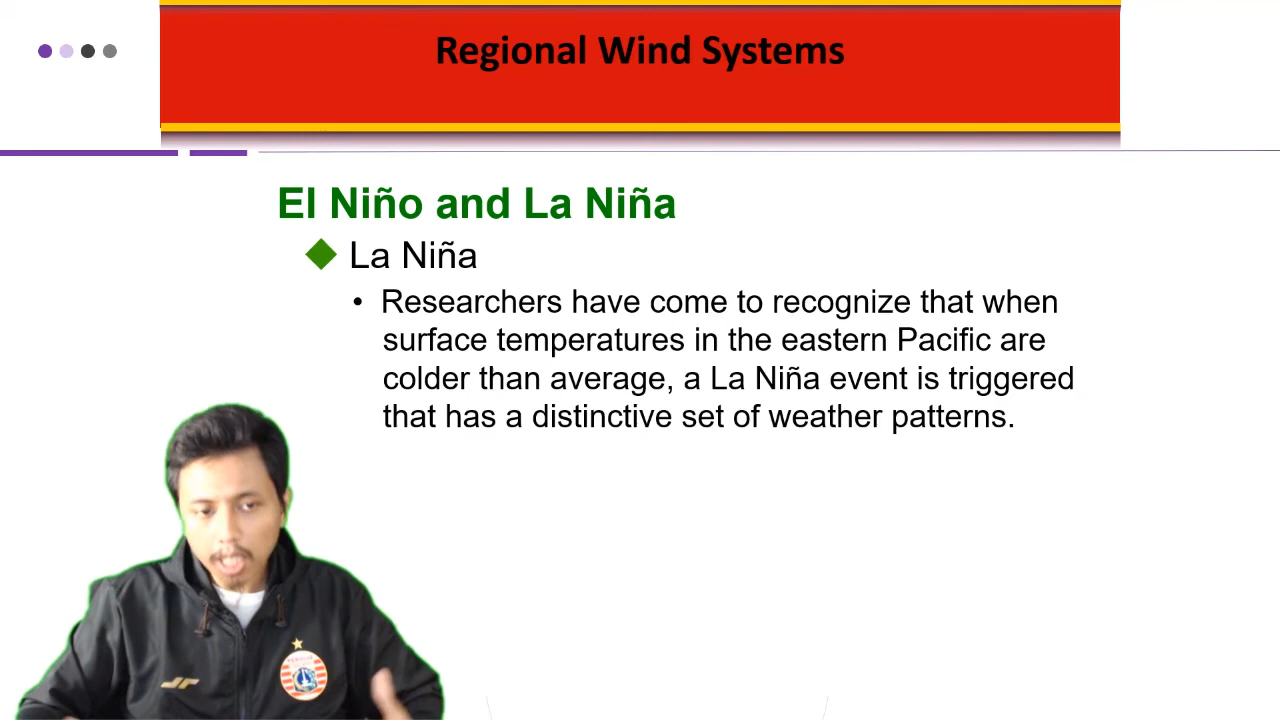 Regional Wind Systems
El Niño and La Niña
La Niña
• Researchers have come to recognize that when
surface temperatures in the eastern Pacific are
colder than average, a La Niña event is triggered
that has a distinctive set of weather patterns.